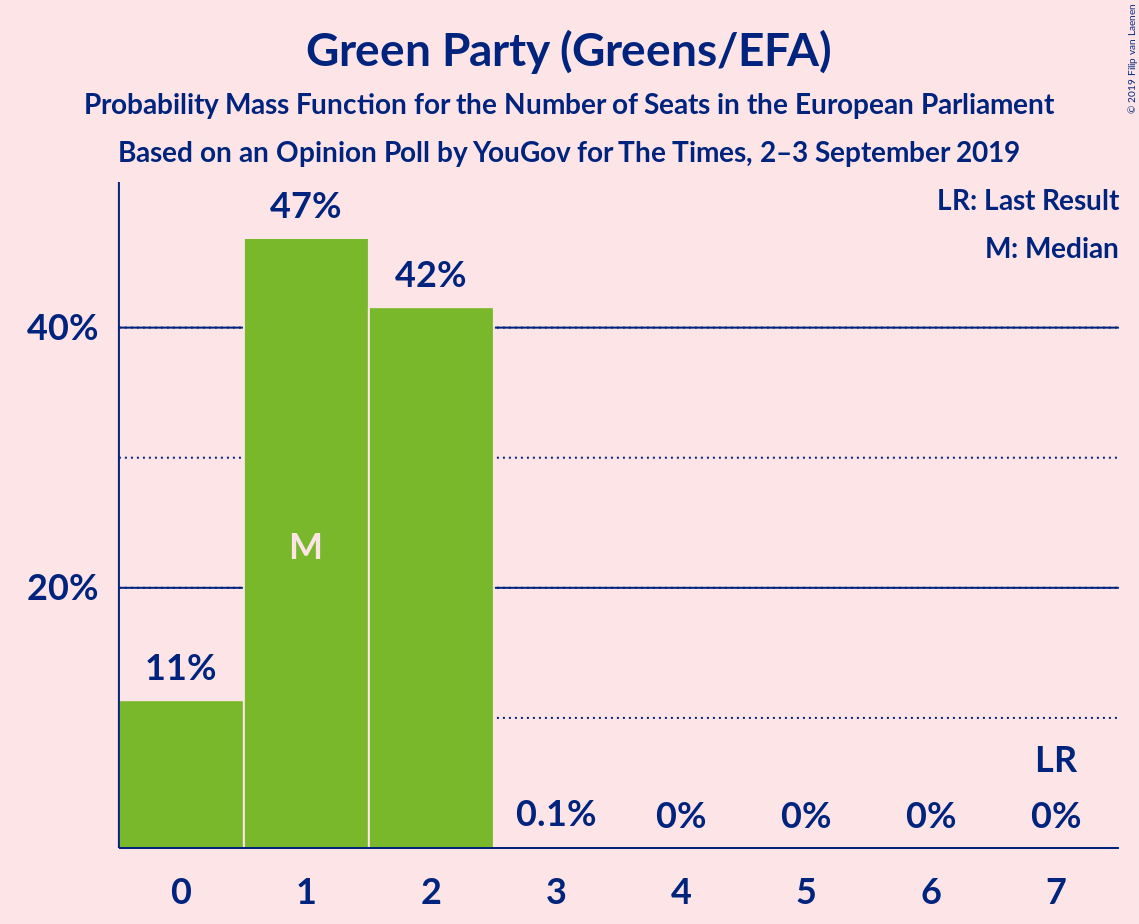 Green Party (Greens/EFA)
Probability Mass Function for the Number of Seats in the European Parliament
Based on an Opinion Poll by YouGov for The Times, 2–3 September 2019
© 2019 Filip van Laenen
LR: Last Result
M: Median
47%
42%
40%
M
20%
11%
LR
0.1%
0%
0%
0%
0%
0
1
2
3
4
5
6
7